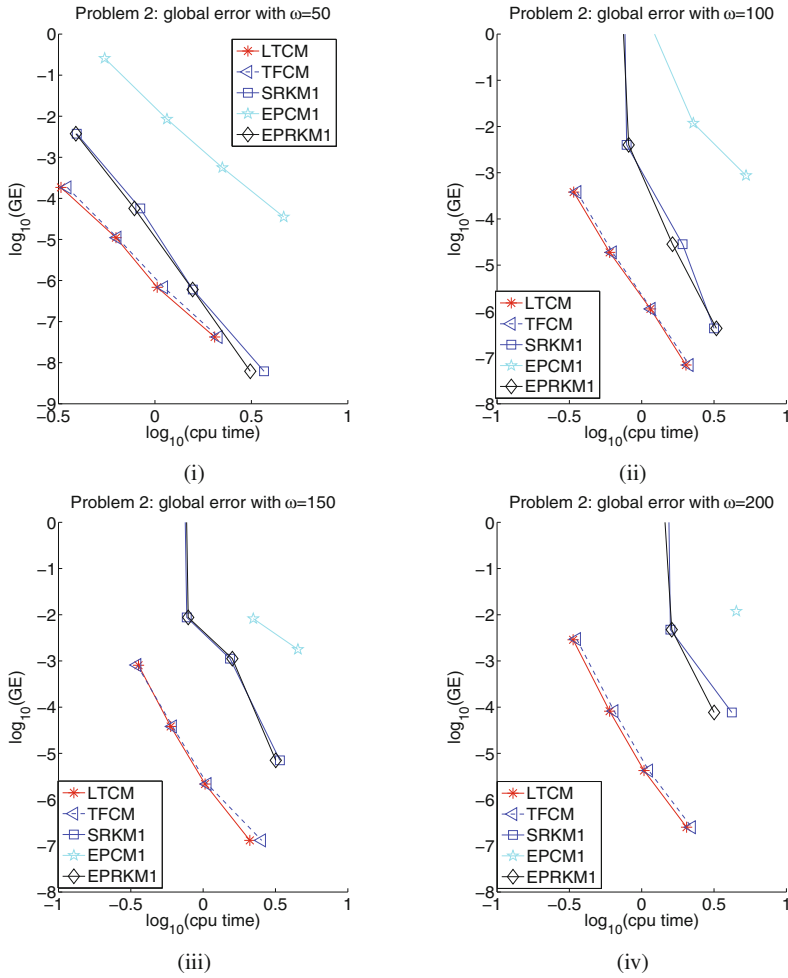 Problem 2: global error with ω=50
0
−1
−2
−3
−4
−5
−6
−7
−8
−9
log10(GE)
−0.5
0
0.5
1
log10(cpu time)
LTCM
TFCM
SRKM1
EPCM1
EPRKM1
(i)
Problem 2: global error with ω=100
0
−1
−2
−3
−4
−5
−6
−7
−8
log10(GE)
−1
−0.5
0
0.5
1
log10(cpu time)
LTCM
TFCM
SRKM1
EPCM1
EPRKM1
(ii)
Problem 2: global error with ω=150
0
−1
−2
−3
−4
−5
−6
−7
−8
log10(GE)
−1
−0.5
0
0.5
1
log10(cpu time)
LTCM
TFCM
SRKM1
EPCM1
EPRKM1
(iii)
Problem 2: global error with ω=200
0
−1
−2
−3
−4
−5
−6
−7
−8
log10(GE)
−1
−0.5
0
0.5
1
log10(cpu time)
LTCM
TFCM
SRKM1
EPCM1
EPRKM1
(iv)